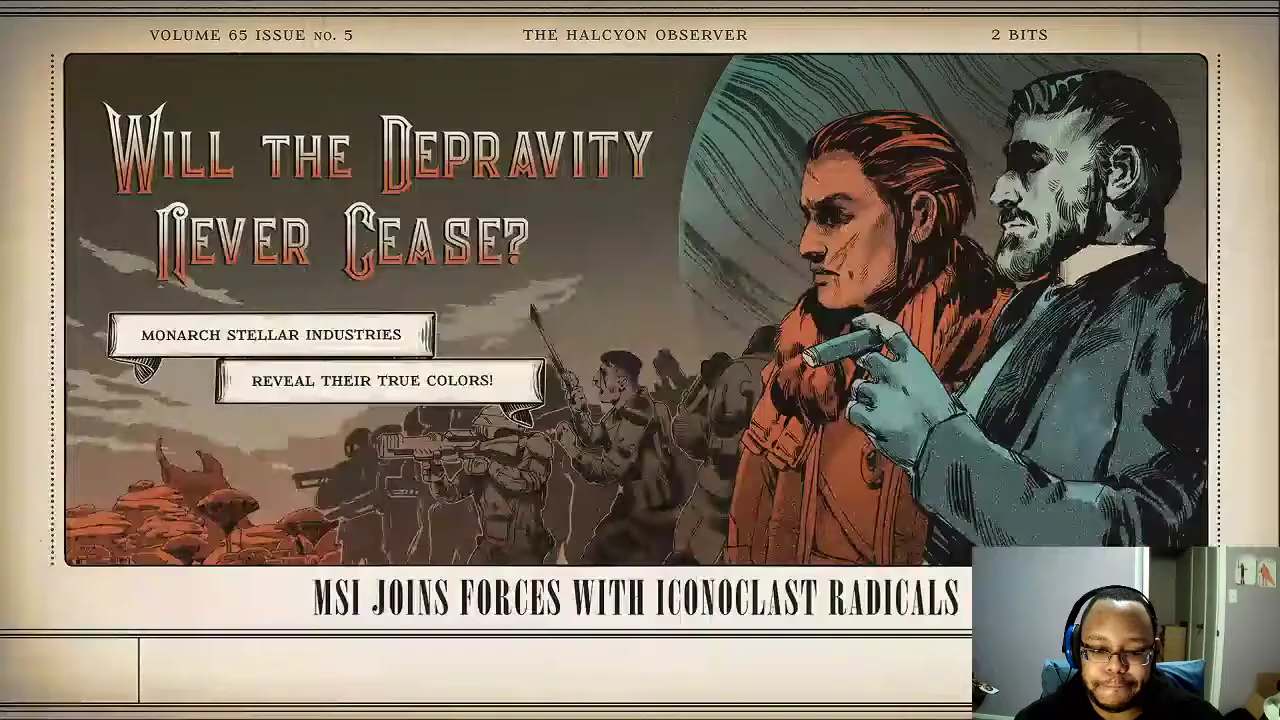 VOLUME 65 ISSUE NO. 5
THE HALCYON OBSERVER
2 BITS
WILL THE DEPRAVITY
NEVER CEASE?
MONARCH STELLAR INDUSTRIES
REVEAL THEIR TRUE COLORS!
MSI JOINS FORCES WITH ICONOCLAST RADICALS